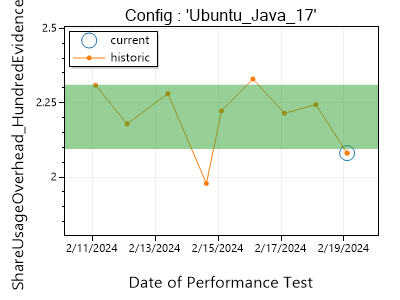 Config : 'Ubuntu_Java_17'
ShareUsageOverhead_HundredEvidence
2.5
2.25
2
current
historic
2/11/2024
2/13/2024
2/15/2024
2/17/2024
2/19/2024
Date of Performance Test